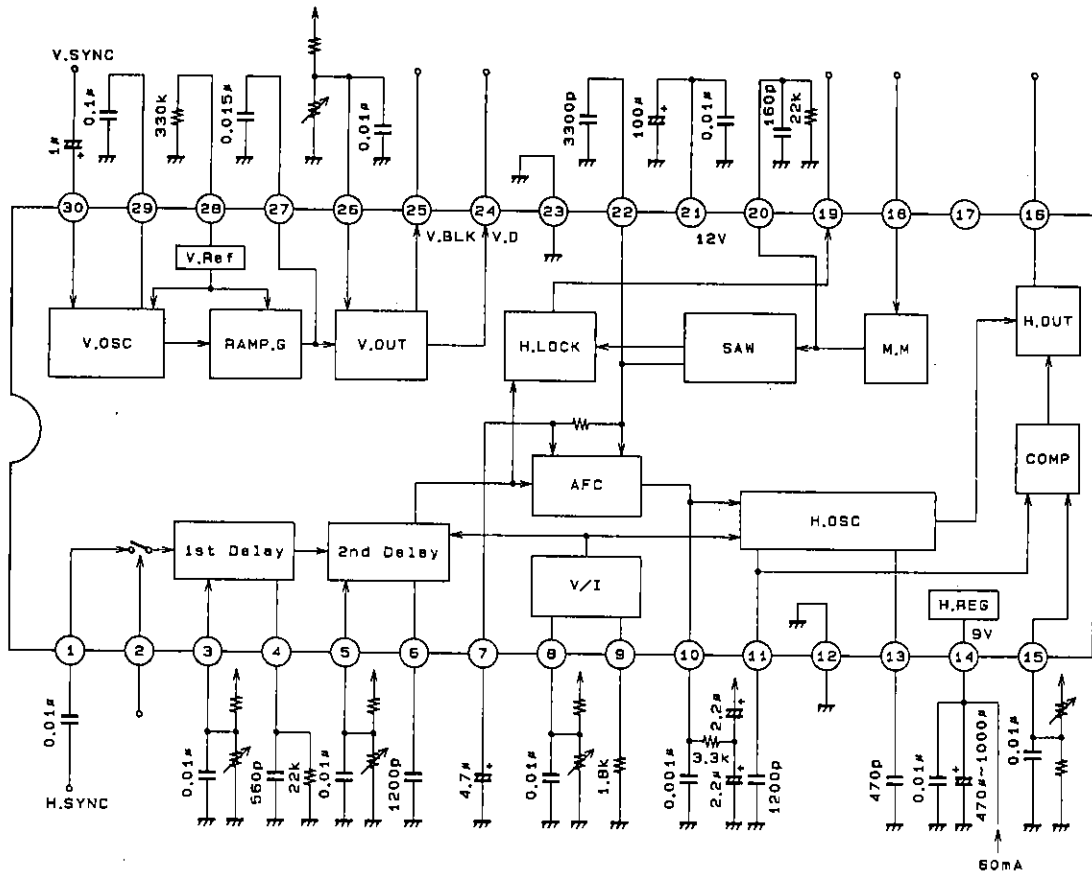 V.SYNC
1μ
+
0.1μ
330k
0.015μ
0.01μ
3300p
100μ
+
0.01μ
160p
22k
30
29
28
27
26
25
24
23
22
21
20
19
18
17
16
V.BLK
V.D
12V
V.Ref
V.OSC
RAMP.G
V.OUT
H.LOCK
SAW
M.M
H.OUT
AFC
COMP
1st Delay
2nd Delay
H.OSC
V/I
H.REG
9V
1
2
3
4
5
6
7
8
9
10
11
12
13
14
15
0.01μ
H.SYNC
0.01μ
560p
22k
0.01μ
1200p
4.7μ
+
0.01μ
1.8k
0.001μ
3.3k
2.2μ
+
2.2μ
+
1200p
470p
0.01μ
+
470μ~1000μ
0.01μ
60mA